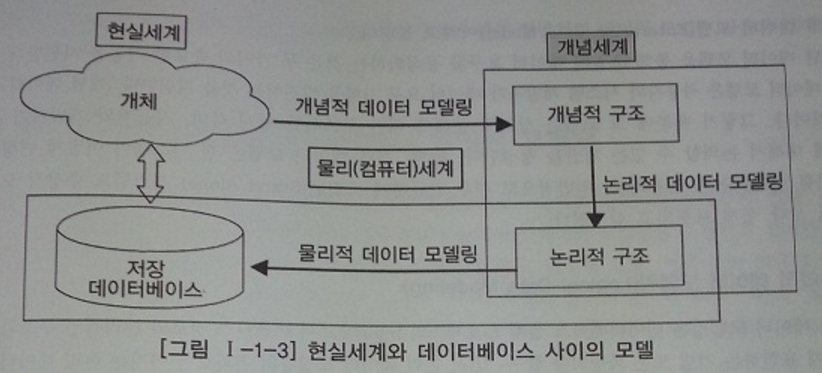 현실세계
개념세계
개체
개념적 데이터 모델링
개념적 구조
물리(컴퓨터)세계
논리적 데이터 모델링
저장
데이터베이스
물리적 데이터 모델링
논리적 구조
[그림 Ⅰ-1-3] 현실세계와 데이터베이스 사이의 모델